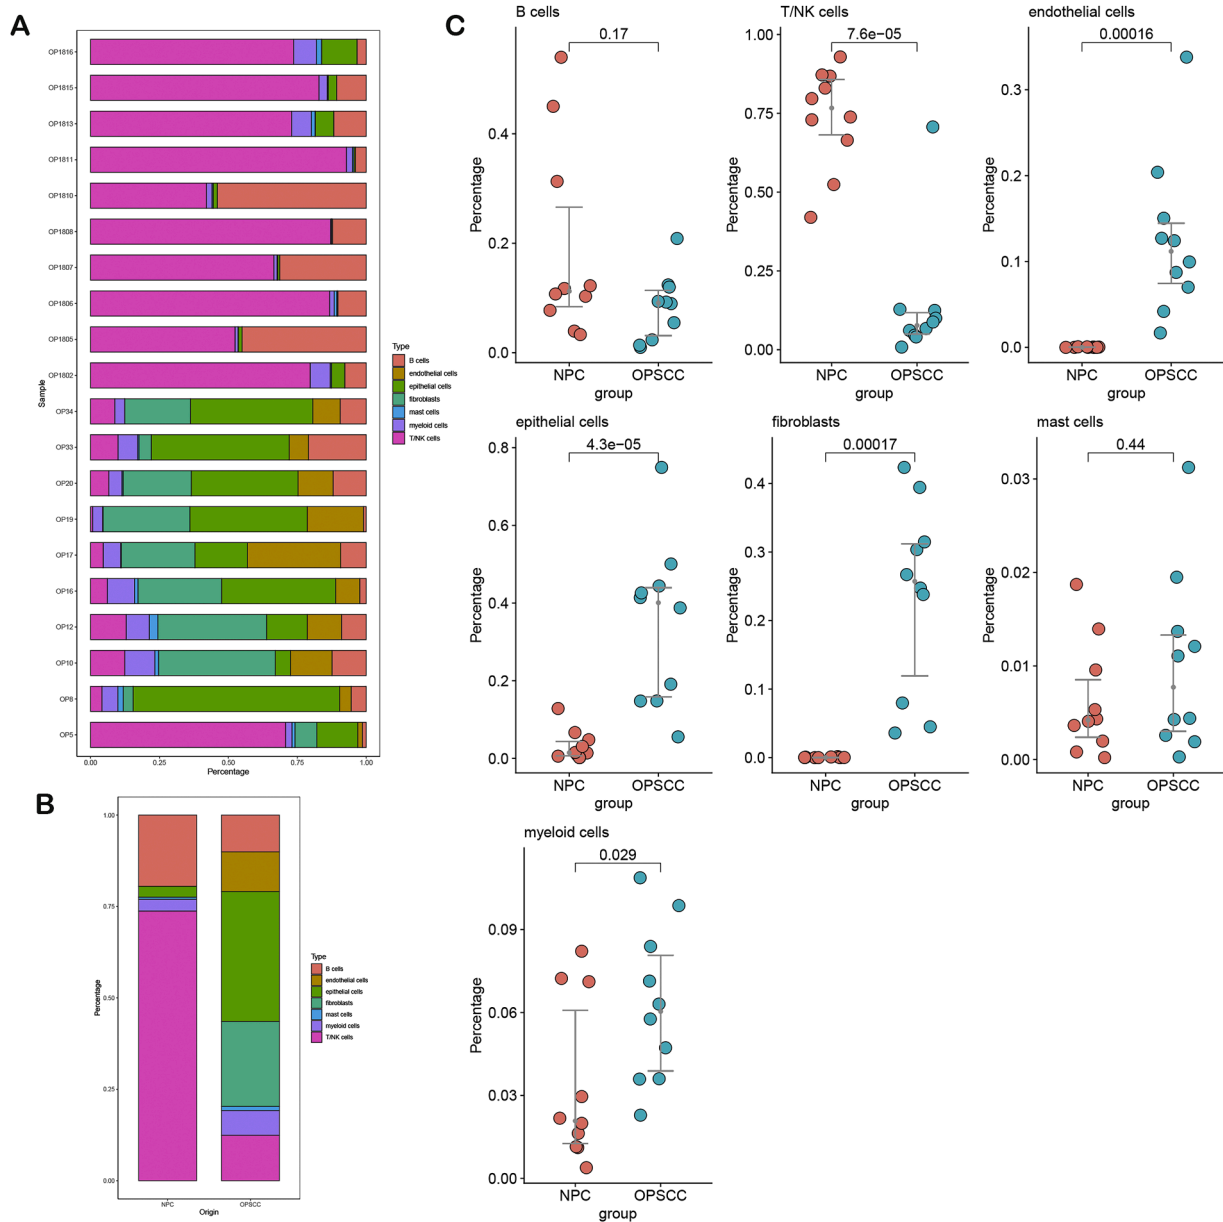 A
OP1816
OP1815
OP1813
OP1811
OP1810
OP1808
OP1807
OP1806
OP1805
OP1802
OP34
OP33
OP20
OP19
OP17
OP16
OP12
OP10
OP8
OP5
Sample
0.00 0.25 0.50 0.75 1.00
Percentage
Type
B cells
endothelial cells
epithelial cells
fibroblasts
mast cells
myeloid cells
T/NK cells
B
1.00
0.75
0.50
0.25
0.00
Percentage
NPC OPSCC
Origin
Type
B cells
endothelial cells
epithelial cells
fibroblasts
mast cells
myeloid cells
T/NK cells
C
B cells
0.17
0.4
0.2
0.0
Percentage
NPC OPSCC
group
T/NK cells
7.6e−05
1.00
0.75
0.50
0.25
0.00
Percentage
NPC OPSCC
group
endothelial cells
0.00016
0.3
0.2
0.1
0.0
Percentage
NPC OPSCC
group
epithelial cells
4.3e−05
0.8
0.6
0.4
0.2
0.0
Percentage
NPC OPSCC
group
fibroblasts
0.00017
0.4
0.3
0.2
0.1
0.0
Percentage
NPC OPSCC
group
mast cells
0.44
0.03
0.02
0.01
0.00
Percentage
NPC OPSCC
group
myeloid cells
0.029
0.09
0.06
0.03
0.00
Percentage
NPC OPSCC
group